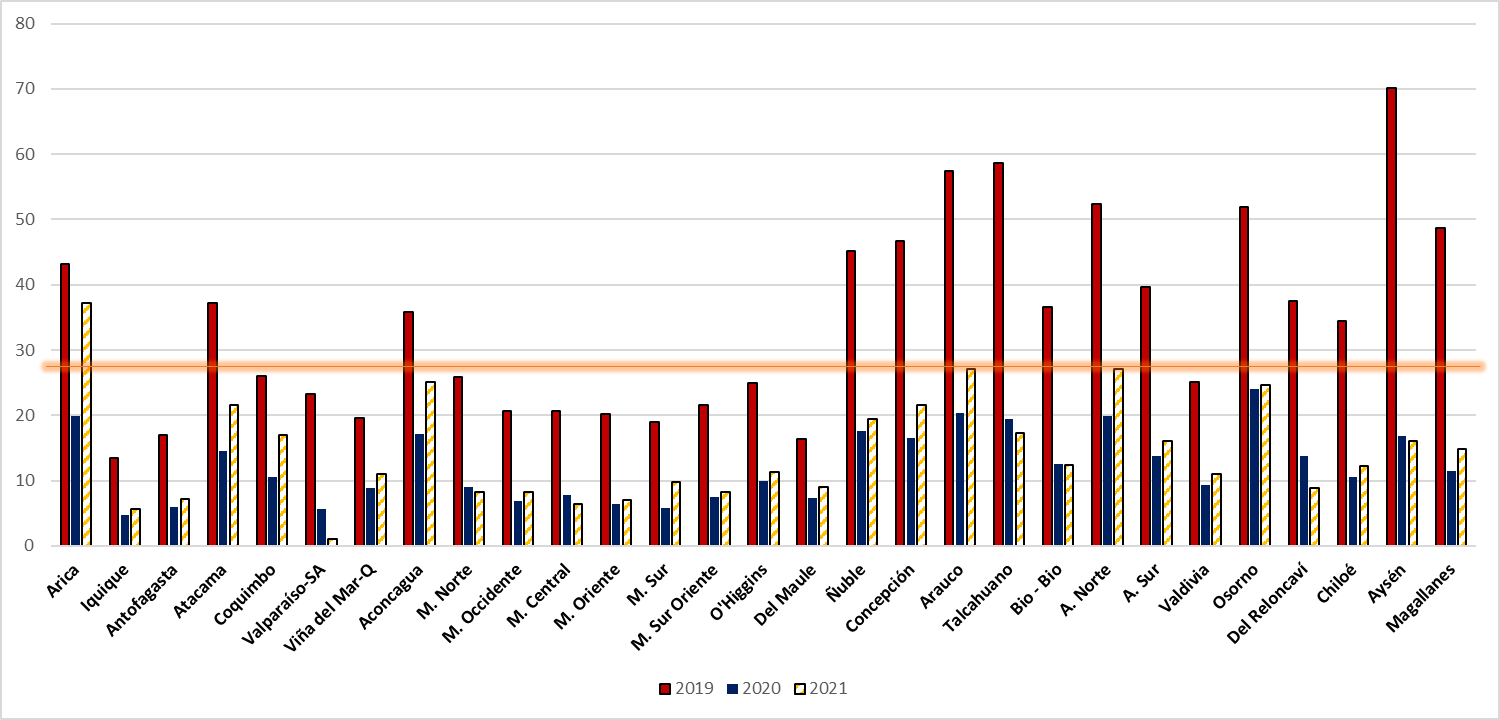 80
70
60
50
40
30
20
10
0
Arica
Iquique
Antofagasta
Atacama
Coquimbo
Valparaíso-SA
Viña del Mar-Q
Aconcagua
M. Norte
M. Occidente
M. Central
M. Oriente
M. Sur
M. Sur Oriente
O'Higgins
Del Maule
Ñuble
Concepción
Arauco
Talcahuano
Bio - Bio
A. Norte
A. Sur
Valdivia
Osorno
Del Reloncaví
Chiloé
Aysén
Magallanes
2019 2020 2021